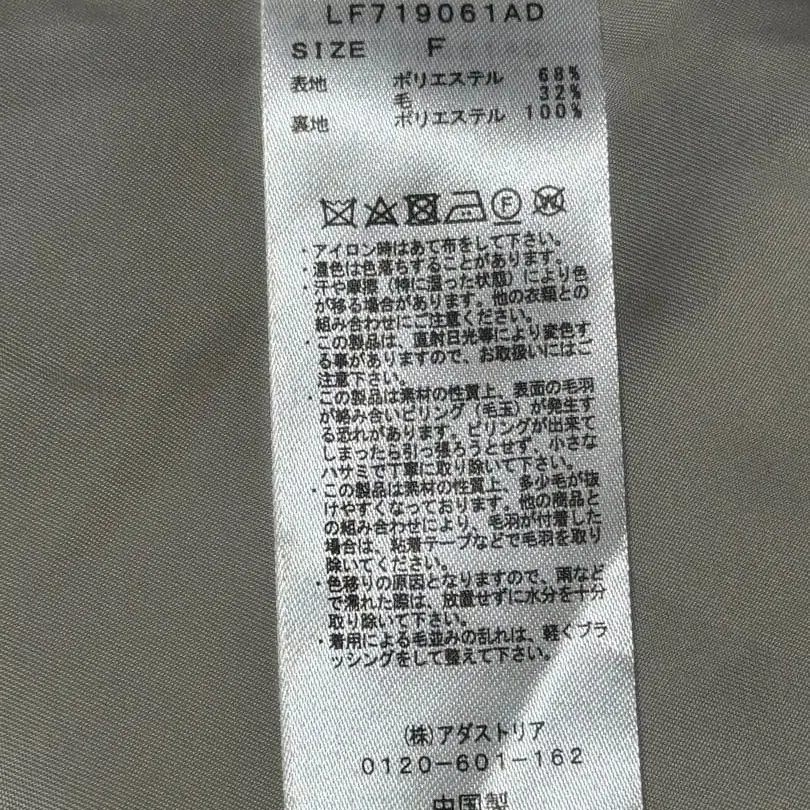 LF719061AD
SIZE F
表地 ポリエステル 68%
毛 32%
裏地 ポリエステル 100%
・アイロン時はあて布をして下さい。
・濃色は色落ちすることがあります。
・汗や摩擦（特に湿った状態）により色
が移る場合があります。他の衣類との
組み合わせにご注意ください。
・この製品は、直射日光等により変色す
る事がありますので、お取扱いにはご
注意下さい。
・この製品は素材の性質上、表面の毛羽
が絡み合いピリング（毛玉）が発生す
る恐れがあります。ピリングが出来て
しまったら引っ張ろうとせず、小さな
ハサミで丁寧に取り除いて下さい。
・この製品は素材の性質上、多少毛が抜
けやすくなっております。他の商品と
の組み合わせにより、毛羽が付着した
場合は、粘着テープなどで毛羽を取り
除いてください。
・色移りの原因となりますので、雨など
で濡れた際は、放置せずに水分を十分
取り除いて下さい。
・着用による毛並みの乱れは、軽くブラ
ッシングをして整えて下さい。
(株)アダストリア
0120-601-162
中国製